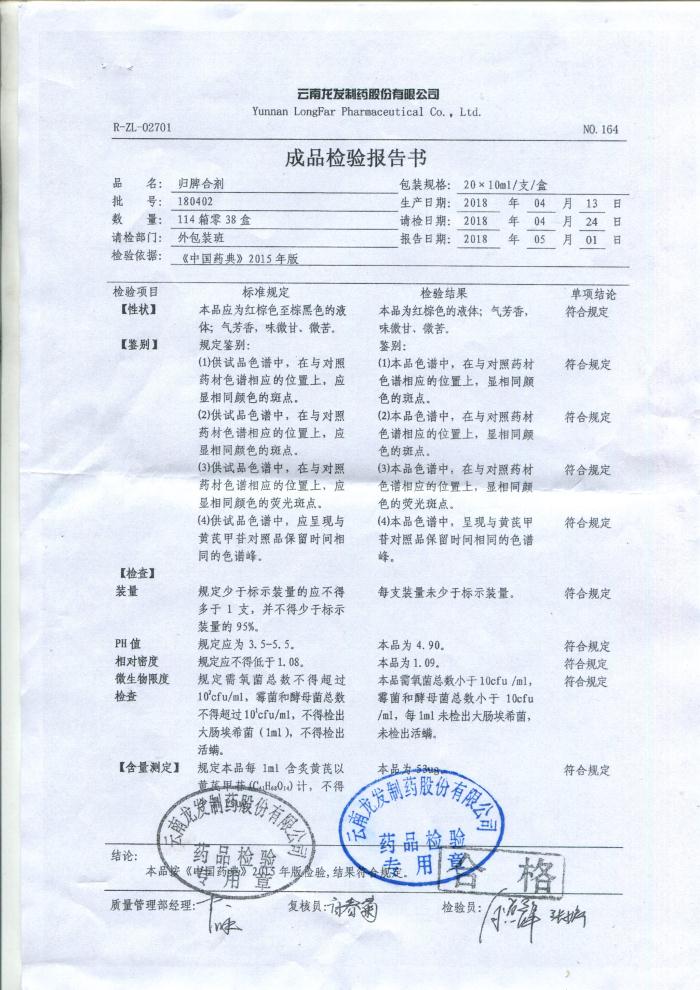 云南龙发制药股份有限公司
Yunnan LongFar Pharmaceutical Co., Ltd.
R-ZL-02701 NO.164
成品检验报告书
品 名: 归脾合剂 包装规格: 20×10ml/支/盒
批 号: 180402 生产日期: 2018 年 04 月 13 日
数 量: 114箱零38盒 请检日期: 2018 年 04 月 24 日
请检部门: 外包装班 报告日期: 2018 年 05 月 01 日
检验依据: 《中国药典》2015年版
检验项目 标准规定 检验结果 单项结论
【性状】 本品应为红棕色至棕黑色的液 本品为红棕色的液体；气芳香， 符合规定
体；气芳香，味微甘、微苦。 味微甘、微苦。
【鉴别】 规定鉴别: 鉴别:
(1)供试品色谱中，在与对照 (1)本品色谱中，在与对照药材 符合规定
药材色谱相应的位置上，应 色谱相应的位置上，显相同颜
显相同颜色的斑点。 色的斑点。
(2)供试品色谱中，在与对照 (2)本品色谱中，在与对照药材 符合规定
药材色谱相应的位置上，应 色谱相应的位置上，显相同颜
显相同颜色的斑点。 色的斑点。
(3)供试品色谱中，在与对照 (3)本品色谱中，在与对照药材 符合规定
药材色谱相应的位置上，应 色谱相应的位置上，显相同颜
显相同颜色的荧光斑点。 色的荧光斑点。
(4)供试品色谱中，应呈现与 (4)本品色谱中，呈现与黄芪甲 符合规定
黄芪甲苷对照品保留时间相 苷对照品保留时间相同的色谱
同的色谱峰。 峰。
【检查】
装量 规定少于标示装量的应不得 每支装量未少于标示装量。 符合规定
多于1支，并不得少于标示
装量的95%。
PH值 规定应为3.5-5.5。 本品为4.90。 符合规定
相对密度 规定应不得低于1.08。 本品为1.09。 符合规定
微生物限度 规定需氧菌总数不得超过 本品需氧菌总数小于10cfu/ml， 符合规定
检查 10²cfu/ml，霉菌和酵母菌总数 霉菌和酵母菌总数小于10cfu
不得超过10¹cfu/ml，不得检出 /ml，每1ml未检出大肠埃希菌，
大肠埃希菌（1ml），不得检出 未检出活螨。
活螨。
【含量测定】 规定本品每1ml含炙黄芪以 本品为53ug。 符合规定
黄芪甲苷(C₄₁H₆₈O₁₄)计，不得
云南龙发制药股份有限公司
药品检验
专用章
云南龙发制药股份有限公司
药品检验
专用章
结论:
本品按《中国药典》2015年版检验,结果符合规定。
合格
质量管理部经理: 复核员: 检验员: